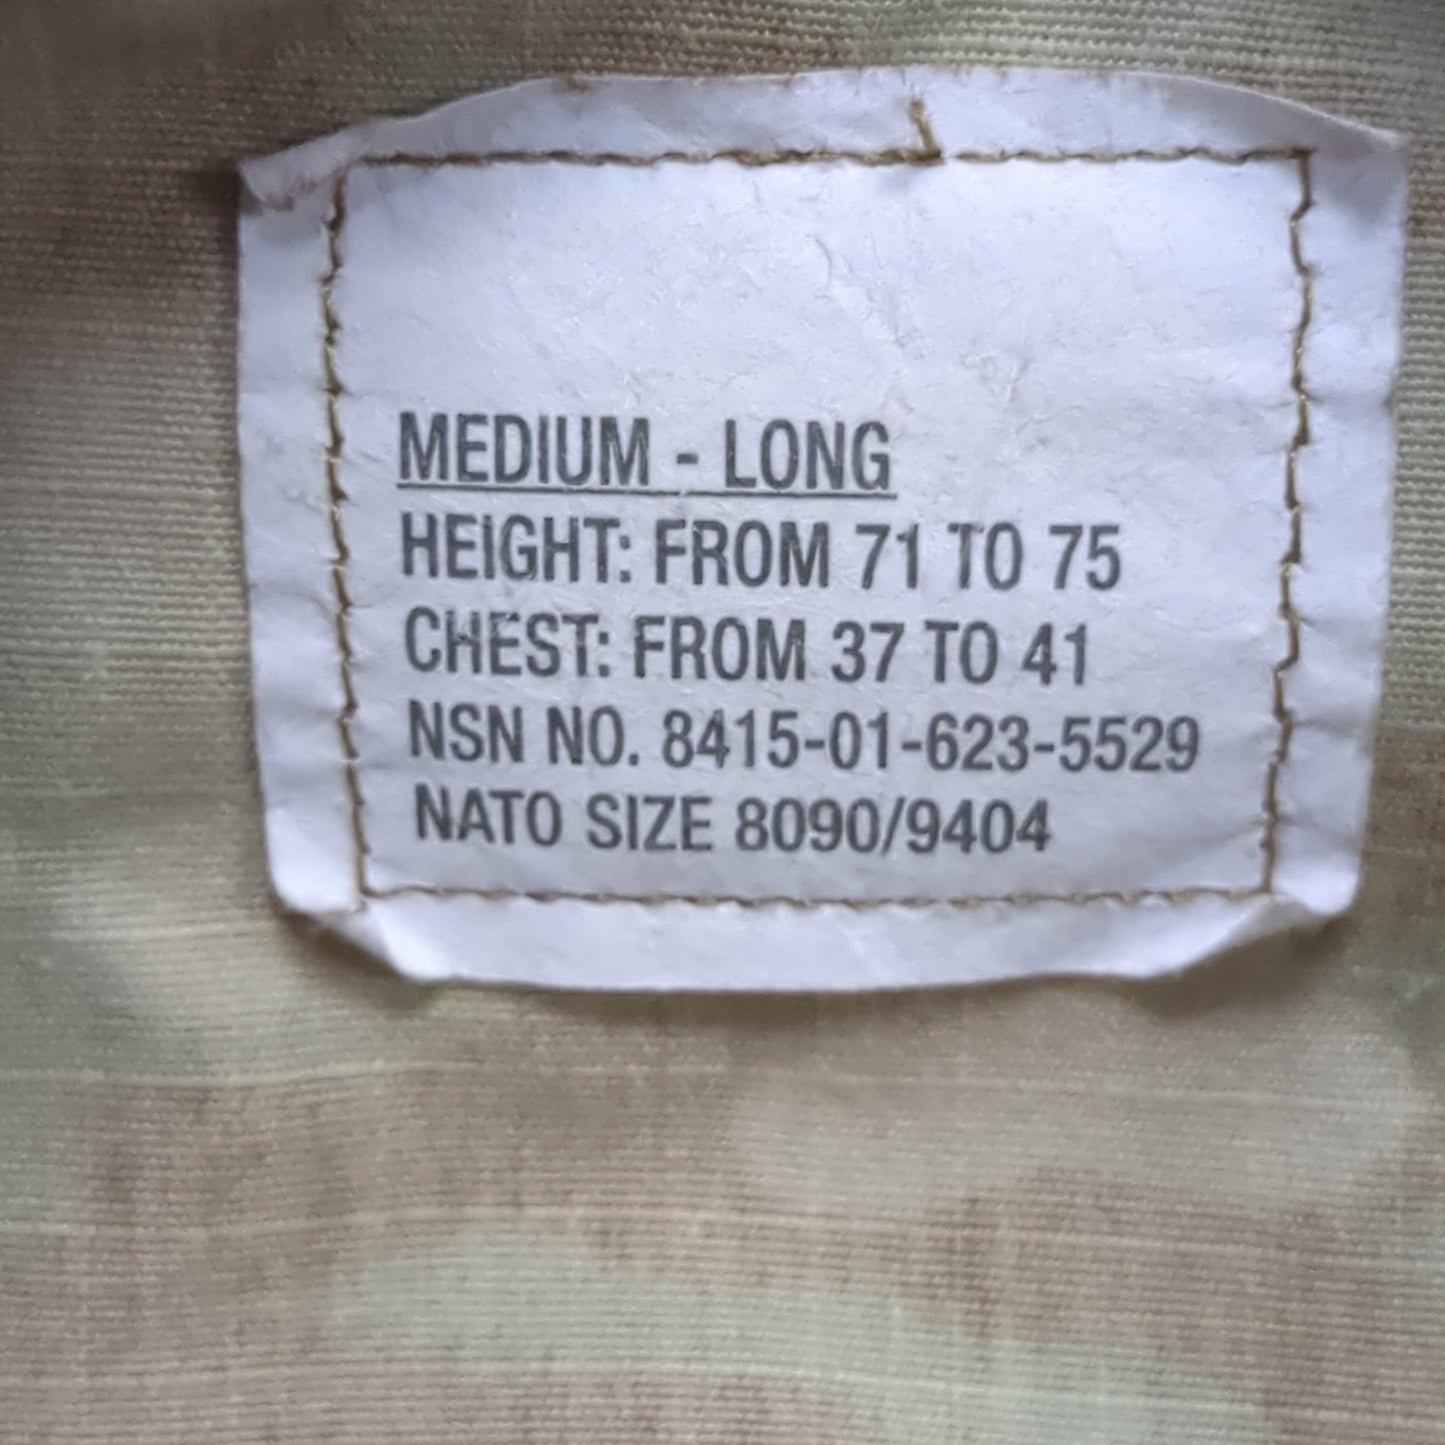 MEDIUM - LONG
HEIGHT: FROM 71 TO 75
CHEST: FROM 37 TO 41
NSN NO. 8415-01-623-5529
NATO SIZE 8090/9404